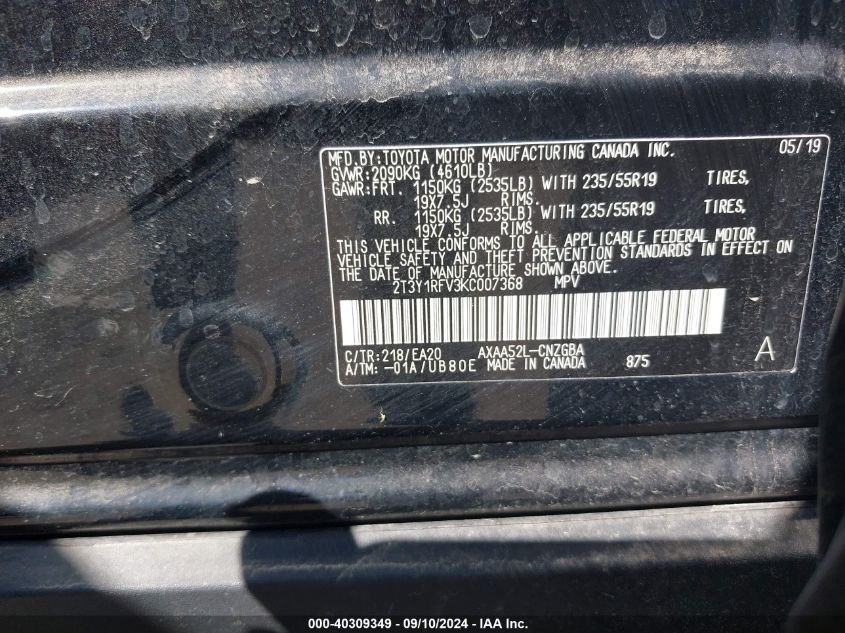 MFD.BY:TOYOTA MOTOR MANUFACTURING CANADA INC. 05/19
GVWR:2090KG (4610LB)
GAWR:FRT. 1150KG (2535LB) WITH 235/55R19 TIRES,
19X7.5J RIMS.
RR. 1150KG (2535LB) WITH 235/55R19 TIRES,
19X7.5J RIMS.
THIS VEHICLE CONFORMS TO ALL APPLICABLE FEDERAL MOTOR
VEHICLE SAFETY AND THEFT PREVENTION STANDARDS IN EFFECT ON
THE DATE OF MANUFACTURE SHOWN ABOVE.
2T3Y1RFV3KC007368 MPV
C/TR:218/EA20 AXAA52L-CNZGBA
A/TM: -01A/UB80E MADE IN CANADA 875 A
000-40309349 - 09/10/2024 - IAA Inc.